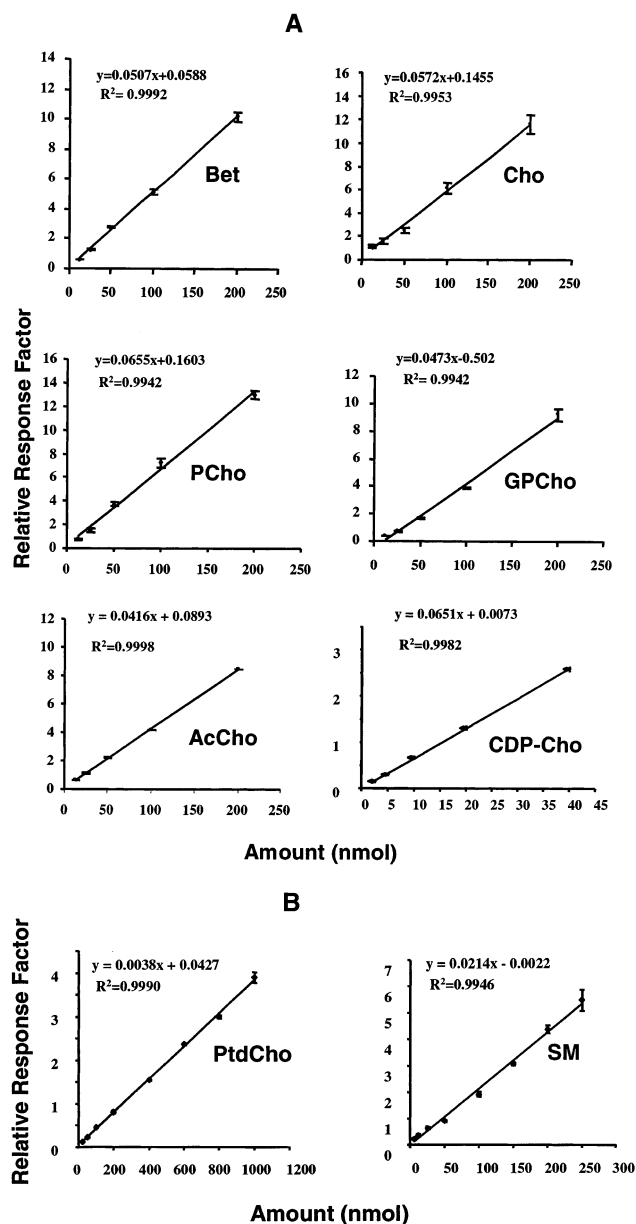 A
y=0.0507x+0.0588
R²= 0.9992
Bet
14
12
10
8
6
4
2
0
0 50 100 150 200 250
y=0.0572x+0.1455
R²=0.9953
Cho
16
14
12
10
8
6
4
2
0
0 50 100 150 200 250
Relative Response Factor
y=0.0655x+0.1603
R²=0.9942
PCho
16
14
12
10
8
6
4
2
0
0 50 100 150 200 250
y=0.0473x-0.502
R²= 0.9942
GPCho
12
10
8
6
4
2
0
0 50 100 150 200 250
y = 0.0416x + 0.0893
R²=0.9998
AcCho
12
10
8
6
4
2
0
0 50 100 150 200 250
y = 0.0651x + 0.0073
R²=0.9982
CDP-Cho
3
2
1
0
0 5 10 15 20 25 30 35 40 45
Amount (nmol)
B
Relative Response Factor
y = 0.0038x + 0.0427
R²=0.9990
PtdCho
4
3
2
1
0
0 200 400 600 800 1000 1200
y = 0.0214x - 0.0022
R²=0.9946
SM
7
6
5
4
3
2
1
0
0 50 100 150 200 250 300
Amount (nmol)